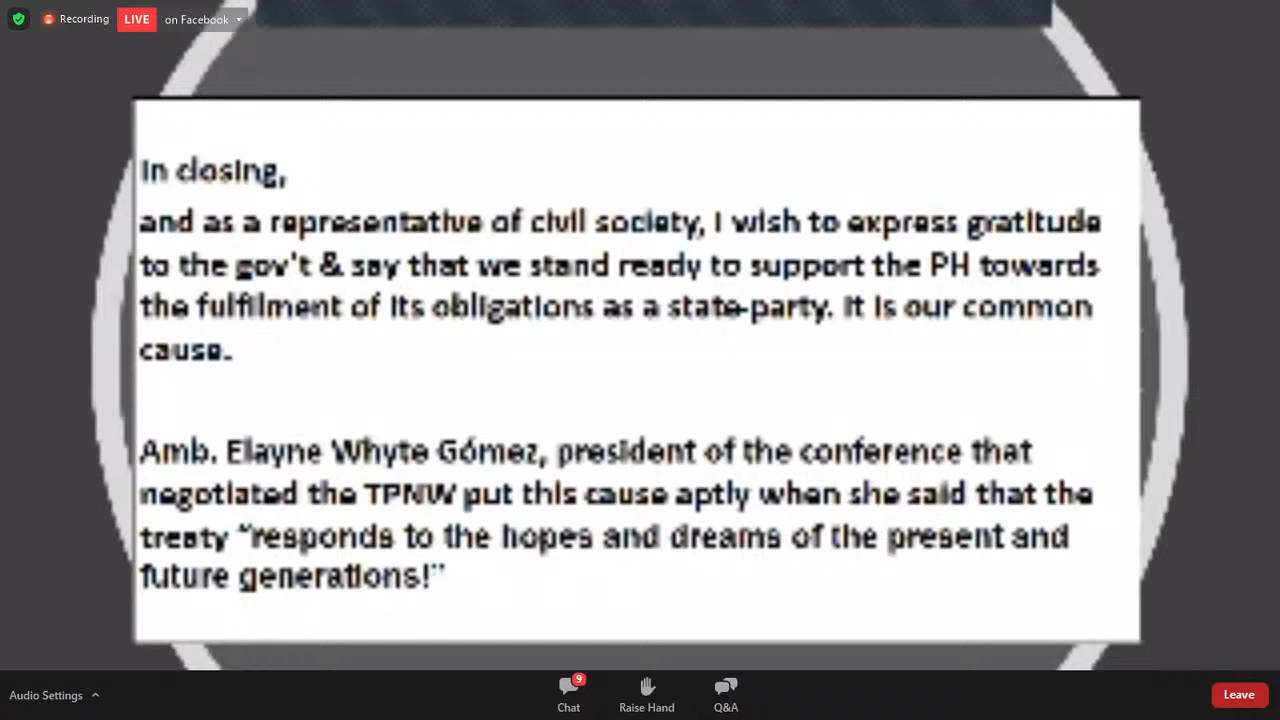 Recording LIVE on Facebook
In closing,
and as a representative of civil society, I wish to express gratitude
to the gov't & say that we stand ready to support the PH towards
the fulfilment of its obligations as a state-party. It is our common
cause.
Amb. Elayne Whyte Gómez, president of the conference that
negotiated the TPNW put this cause aptly when she said that the
treaty “responds to the hopes and dreams of the present and
future generations!”
Audio Settings
9
Chat
Raise Hand
Q&A
Leave